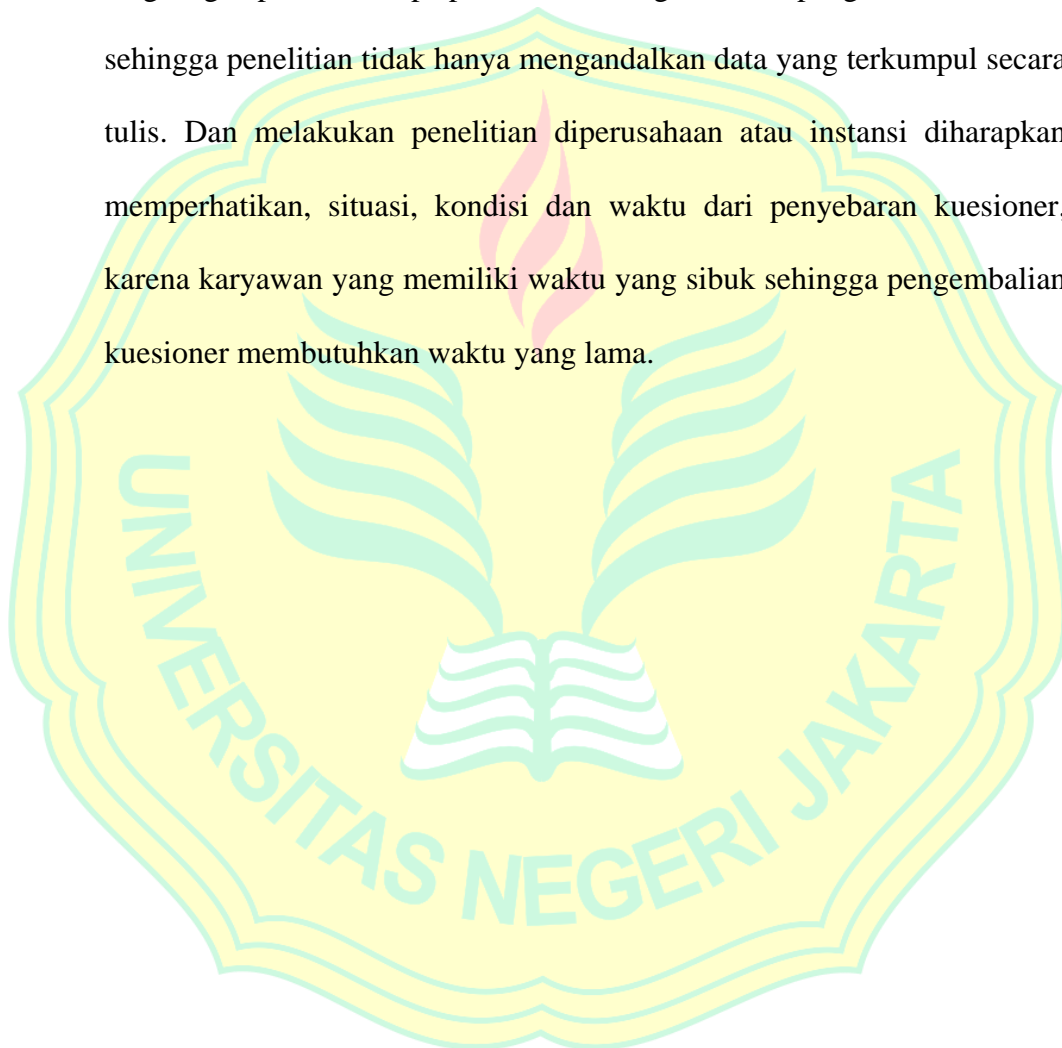 sehingga penelitian tidak hanya mengandalkan data yang terkumpul secara
tulis. Dan melakukan penelitian diperusahaan atau instansi diharapkan
memperhatikan, situasi, kondisi dan waktu dari penyebaran kuesioner,
karena karyawan yang memiliki waktu yang sibuk sehingga pengembalian
kuesioner membutuhkan waktu yang lama.
UNIVERSITAS NEGERI JAKARTA